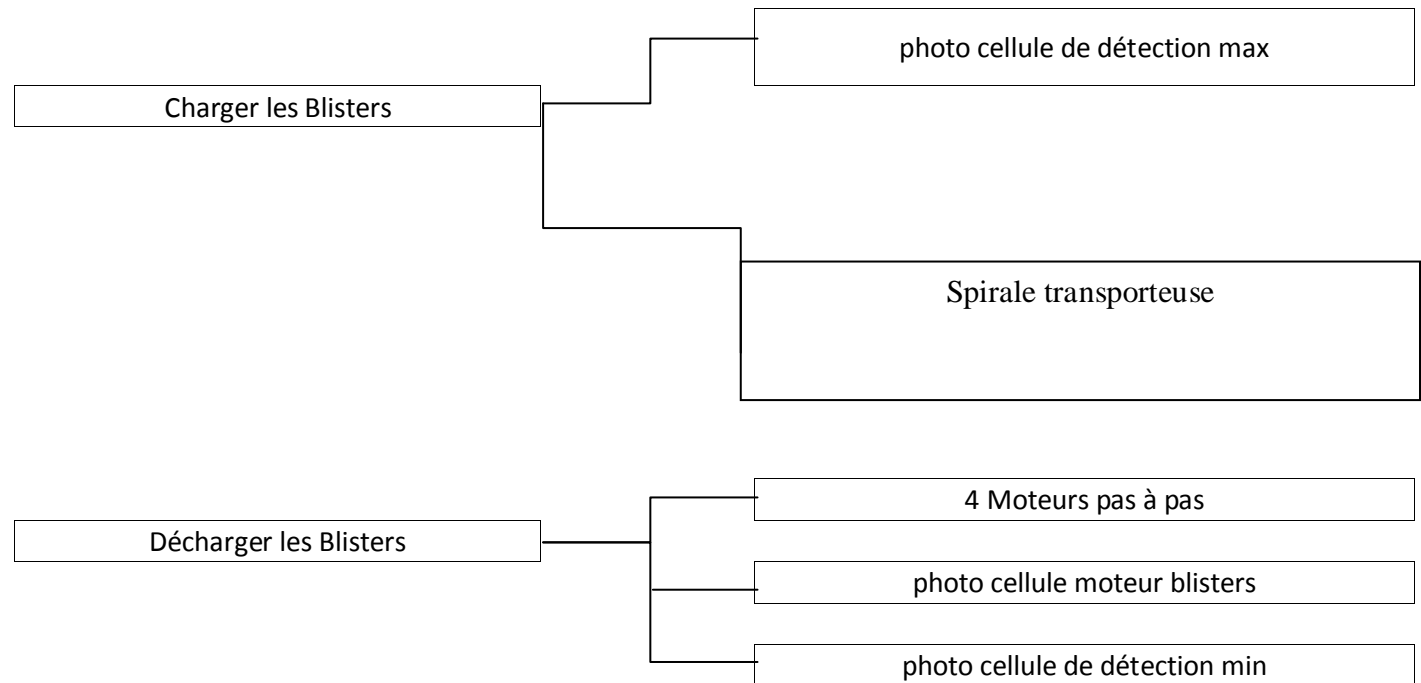 photo cellule de détection max
Charger les Blisters
Spirale transporteuse
4 Moteurs pas à pas
Décharger les Blisters
photo cellule moteur blisters
photo cellule de détection min